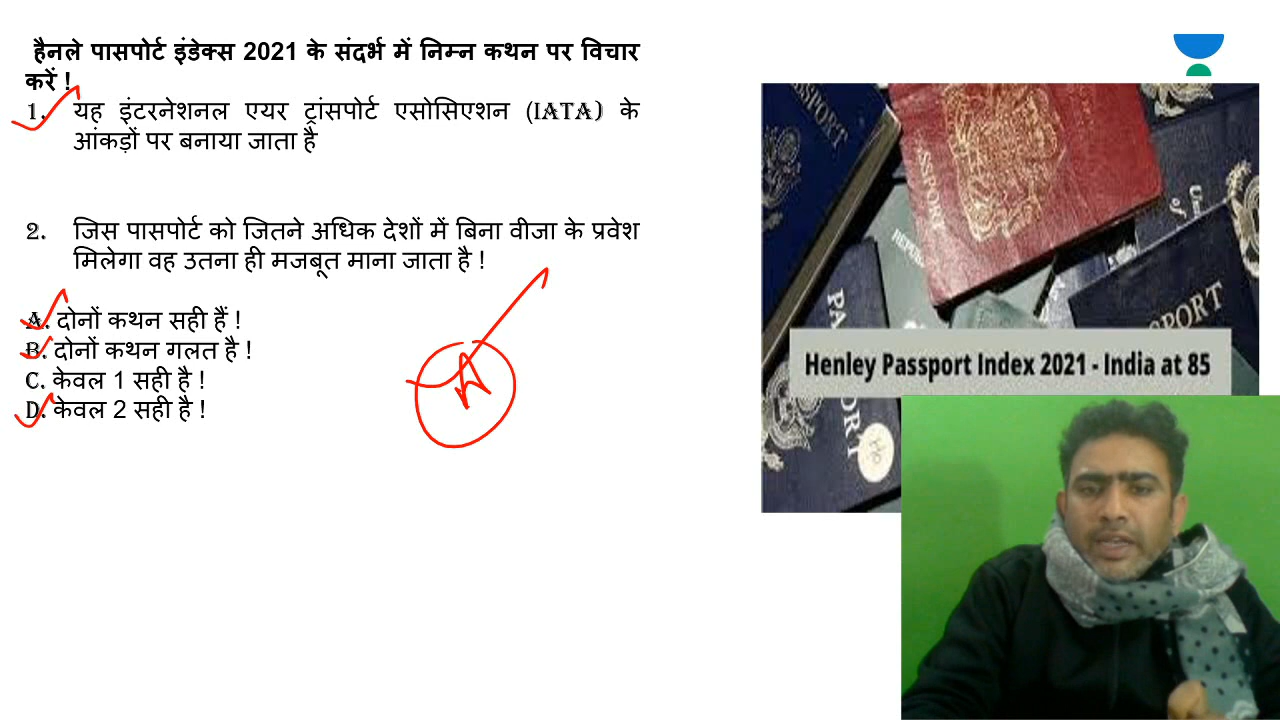 हैनले पासपोर्ट इंडेक्स 2021 के संदर्भ में निम्न कथन पर विचार
करें !
1. यह इंटरनेशनल एयर ट्रांसपोर्ट एसोसिएशन (IATA) के
आंकड़ों पर बनाया जाता है
2. जिस पासपोर्ट को जितने अधिक देशों में बिना वीजा के प्रवेश
मिलेगा वह उतना ही मजबूत माना जाता है !
A. दोनों कथन सही हैं !
B. दोनों कथन गलत है !
C. केवल 1 सही है !
D. केवल 2 सही है !
A
PASSPORT
PORT
Henley Passport Index 2021 - India at 85